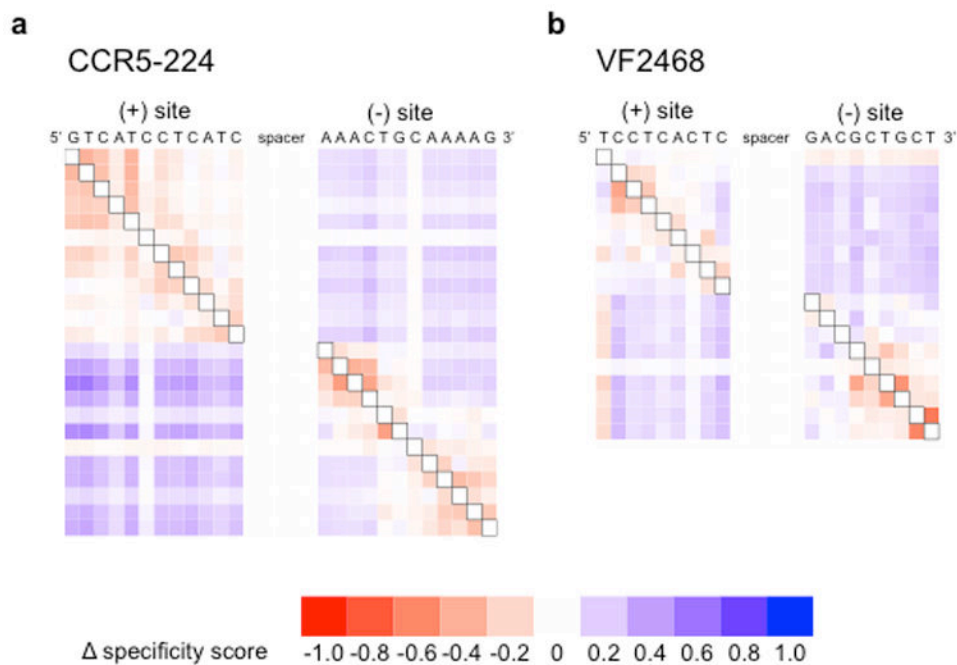 a
b
CCR5-224
VF2468
(+) site
(-) site
(+) site
(-) site
5' G T C A T C C T C A T C spacer A A A C T G C A A A A G 3'
5' T C C T C A C T C spacer G A C G C T G C T 3'
Δ specificity score -1.0 -0.8 -0.6 -0.4 -0.2 0 0.2 0.4 0.6 0.8 1.0